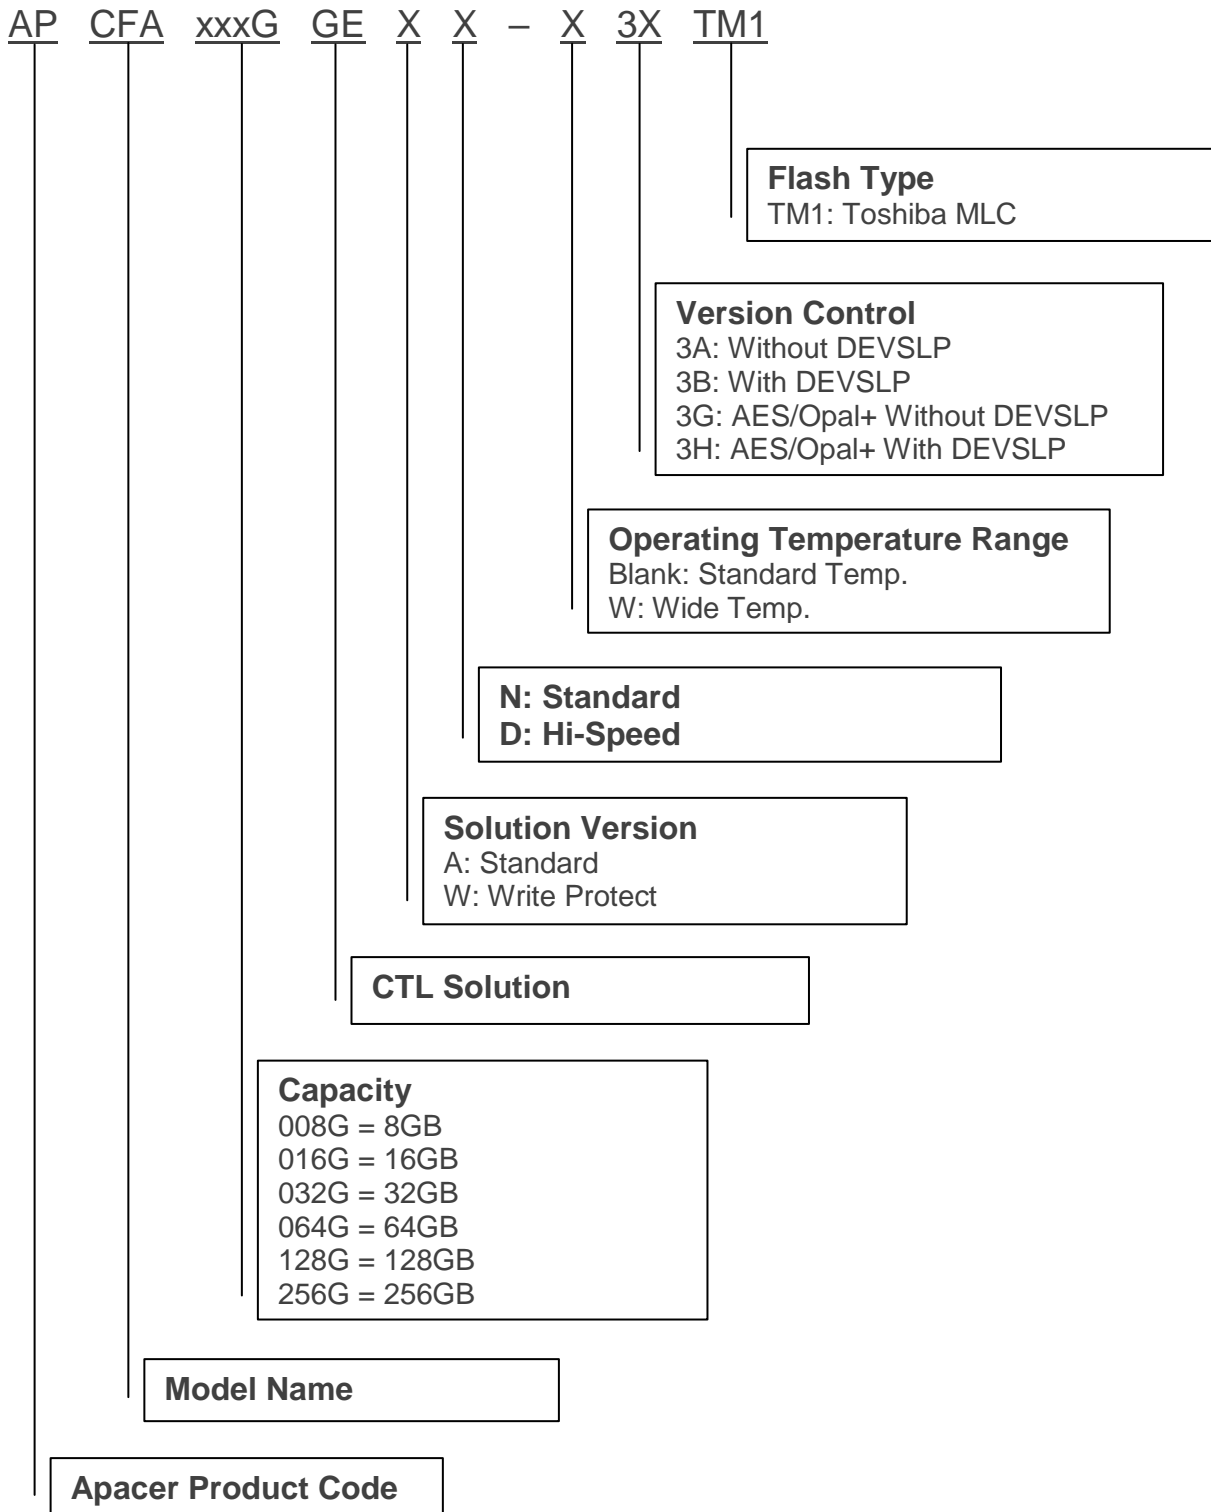 AP CFA xxxG GE X X – X 3X TM1
Flash Type
TM1: Toshiba MLC
Version Control
3A: Without DEVSLP
3B: With DEVSLP
3G: AES/Opal+ Without DEVSLP
3H: AES/Opal+ With DEVSLP
Operating Temperature Range
Blank: Standard Temp.
W: Wide Temp.
N: Standard
D: Hi-Speed
Solution Version
A: Standard
W: Write Protect
CTL Solution
Capacity
008G = 8GB
016G = 16GB
032G = 32GB
064G = 64GB
128G = 128GB
256G = 256GB
Model Name
Apacer Product Code